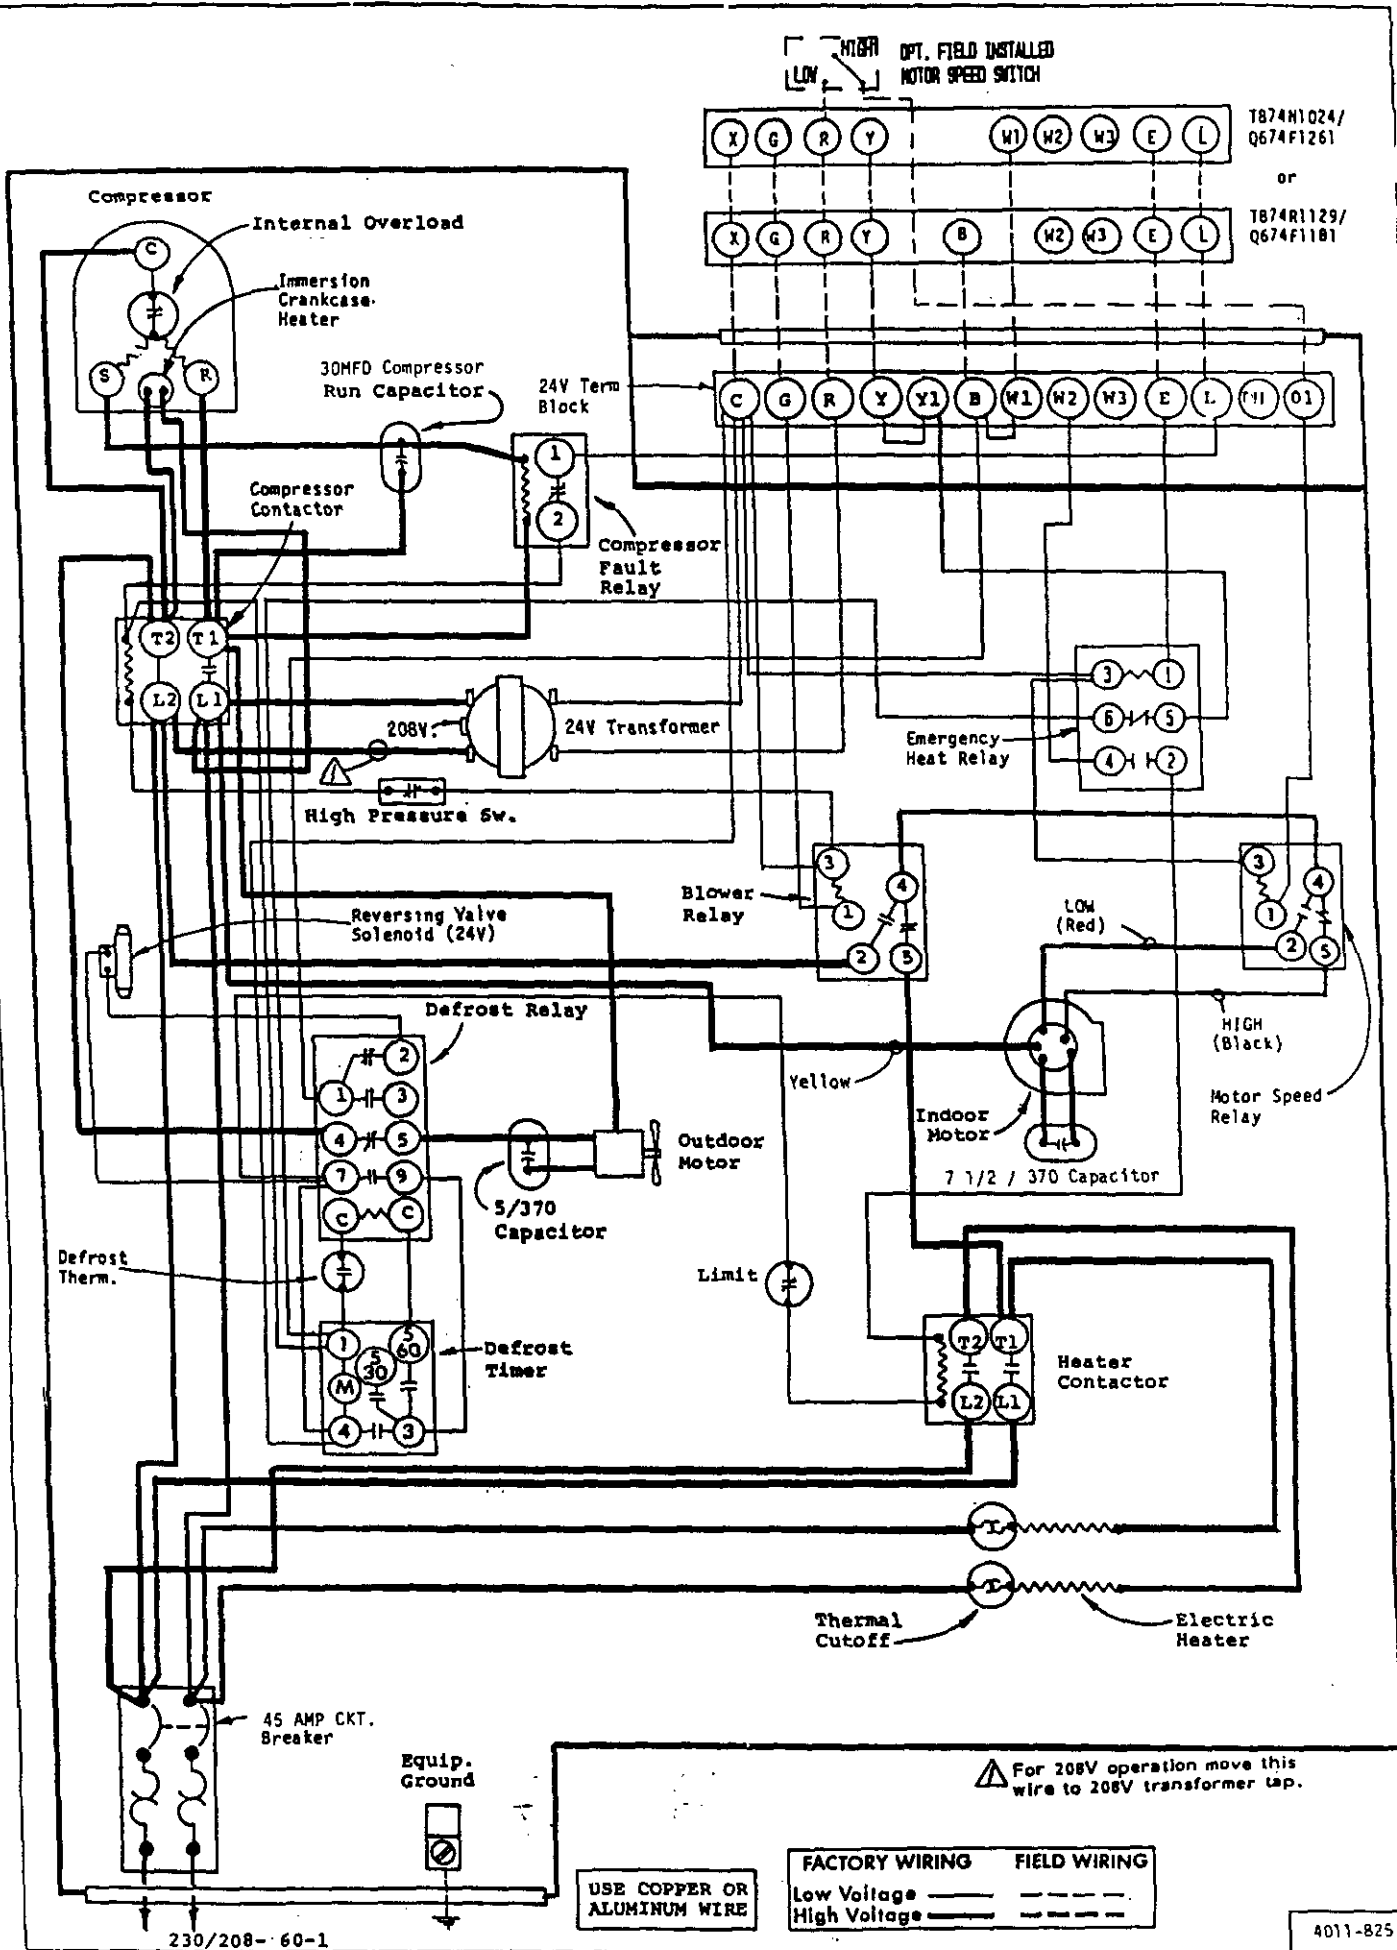 HIGH
LOW
OPT. FIELD INSTALLED
MOTOR SPEED SWITCH
X G R Y W1 W2 W3 E L
T874N1024/
Q674F1261
or
X G R Y B W2 W3 E L
T874R1129/
Q674F1181
Compressor
Internal Overload
C
Immersion
Crankcase
Heater
S
R
30MFD Compressor
Run Capacitor
24V Term
Block
C G R Y Y1 B W1 W2 W3 E L O1
1
2
Compressor
Contactor
Compressor
Fault
Relay
T2 T1
L2 L1
208V.
24V Transformer
High Pressure Sw.
3 1
6 5
4 2
Emergency
Heat Relay
Blower
Relay
3
4
1
2
5
LOW
(Red)
3
4
1
2
5
Reversing Valve
Solenoid (24V)
Defrost Relay
2
1 3
4 5
7 9
C C
HIGH
(Black)
Yellow
Motor Speed
Relay
Indoor
Motor
Outdoor
Motor
7 1/2 / 370 Capacitor
5/370
Capacitor
Defrost
Therm.
Limit
1
5
60
5
30
M
4 3
Defrost
Timer
T2 T1
L2 L1
Heater
Contactor
Thermal
Cutoff
Electric
Heater
45 AMP CKT.
Breaker
Equip.
Ground
For 208V operation move this
wire to 208V transformer tap.
USE COPPER OR
ALUMINUM WIRE
FACTORY WIRING FIELD WIRING
Low Voltage
High Voltage
230/208-60-1
4011-825